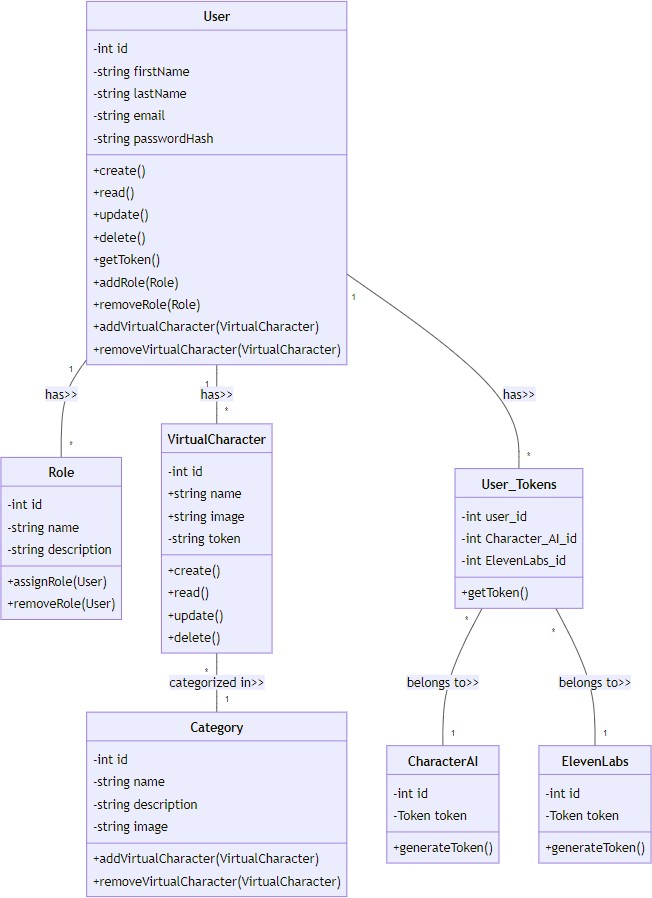 User
-int id
-string firstName
-string lastName
-string email
-string passwordHash
+create()
+read()
+update()
+delete()
+getToken()
+addRole(Role)
+removeRole(Role)
+addVirtualCharacter(VirtualCharacter)
+removeVirtualCharacter(VirtualCharacter)
1
has>>
*
1
has>>
*
1
has>>
*
Role
-int id
-string name
-string description
+assignRole(User)
+removeRole(User)
VirtualCharacter
-int id
+string name
+string image
-string token
+create()
+read()
+update()
+delete()
User_Tokens
-int user_id
-int Character_AI_id
-int ElevenLabs_id
+getToken()
*
categorized in>>
1
*
belongs to>>
1
*
belongs to>>
1
Category
-int id
-string name
-string description
-string image
+addVirtualCharacter(VirtualCharacter)
+removeVirtualCharacter(VirtualCharacter)
CharacterAI
-int id
-Token token
+generateToken()
ElevenLabs
-int id
-Token token
+generateToken()